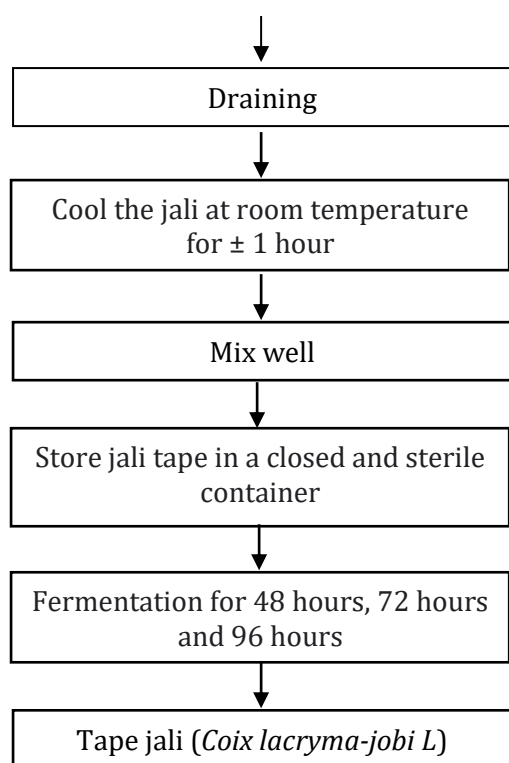 Draining
Cool the jali at room temperature
for ± 1 hour
Mix well
Store jali tape in a closed and sterile
container
Fermentation for 48 hours, 72 hours
and 96 hours
Tape jali (Coix lacryma-jobi L)